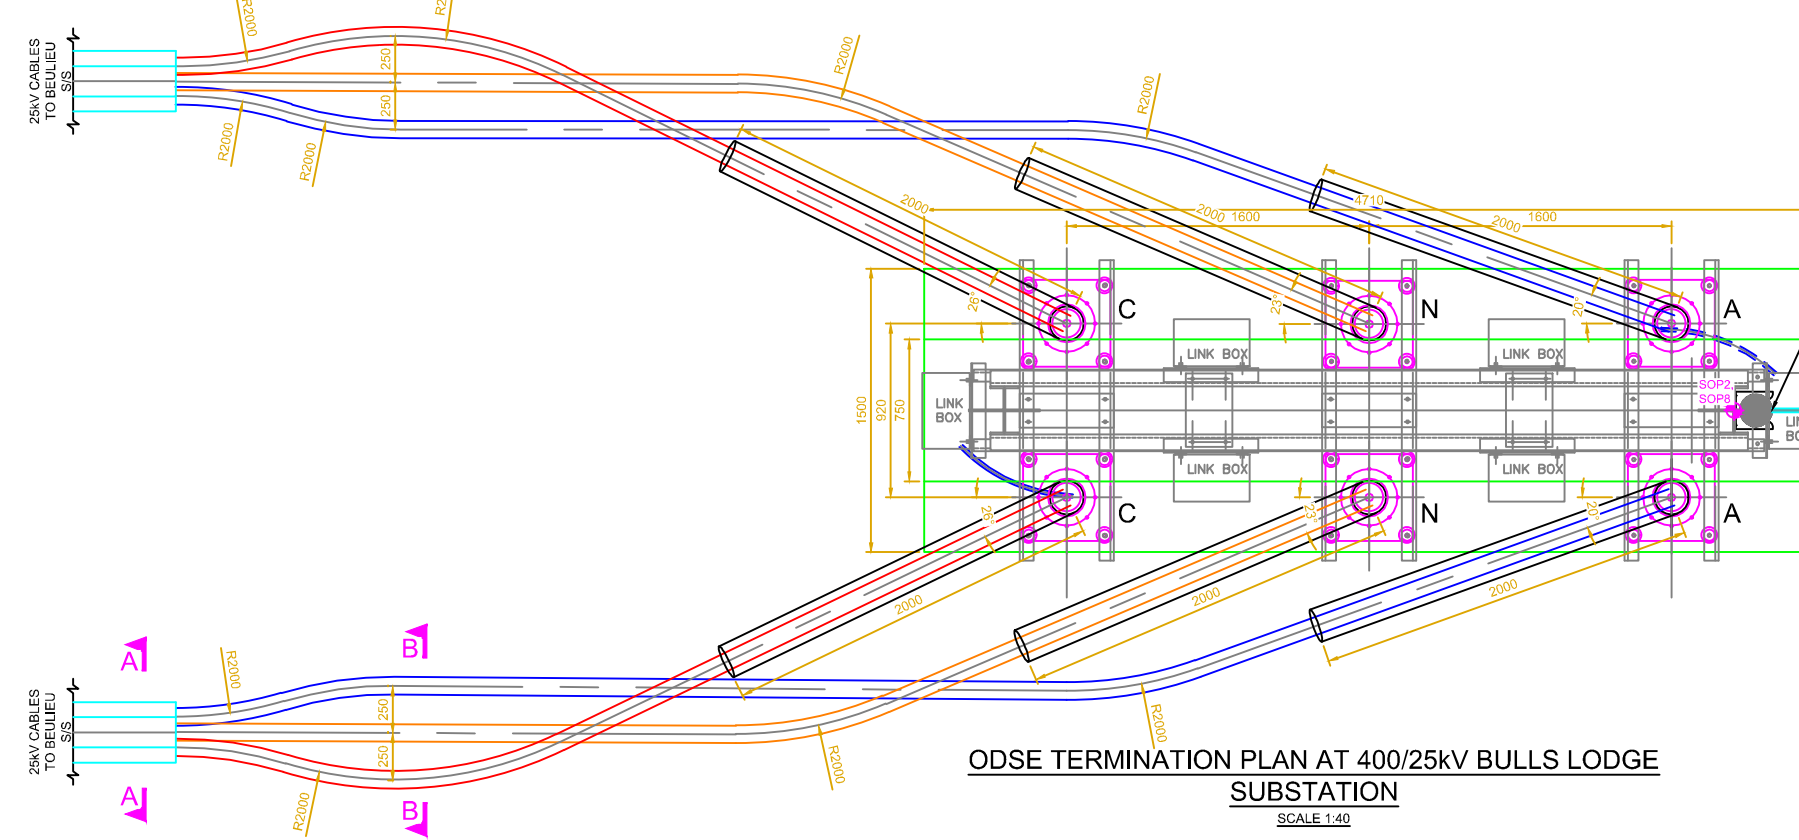 R2000
25kV CABLES
TO BEULIEU
S/S
250
250
R2000
R2000
R2000
R2000
2000
2000
1600
4710
2000
1600
26°
23°
20°
C
N
A
LINK BOX
LINK BOX
LINK
BOX
SOP2,
SOP8
1500
920
750
LINK BOX
LINK BOX
C
N
A
26°
23°
20°
2000
2000
2000
A
B
R2000
25kV CABLES
TO BEULIEU
S/S
250
250
R2000
R2000
R2000
A
B
ODSE TERMINATION PLAN AT 400/25kV BULLS LODGE
SUBSTATION
SCALE 1:40